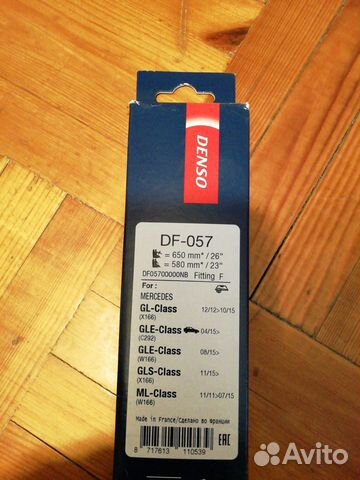 DENSO
DF-057
= 650 mm* / 26"
= 580 mm* / 23"
DF05700000NB Fitting F
For :
MERCEDES
GL-Class 12/12>10/15
(X166)
GLE-Class 04/15>
(C292)
GLE-Class 08/15>
(W166)
GLS-Class 11/15>
(X166)
ML-Class 11/11>07/15
(W166)
Made in France/Сделано во франции
8 717613 110539
EAC
Avito